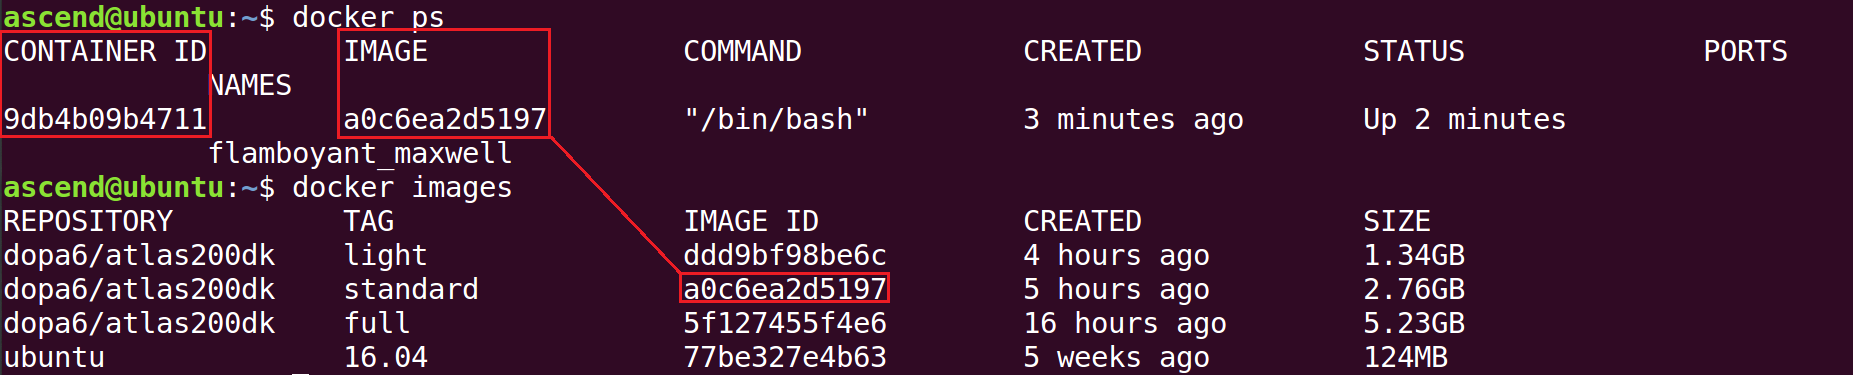 ascend@ubuntu:~$ docker ps
CONTAINER ID        IMAGE               COMMAND             CREATED             STATUS              PORTS
            NAMES
9db4b09b4711        a0c6ea2d5197        "/bin/bash"         3 minutes ago       Up 2 minutes
            flamboyant_maxwell
ascend@ubuntu:~$ docker images
REPOSITORY          TAG                 IMAGE ID            CREATED             SIZE
dopa6/atlas200dk    light               ddd9bf98be6c        4 hours ago         1.34GB
dopa6/atlas200dk    standard            a0c6ea2d5197        5 hours ago         2.76GB
dopa6/atlas200dk    full                5f127455f4e6        16 hours ago        5.23GB
ubuntu              16.04               77be327e4b63        5 weeks ago         124MB